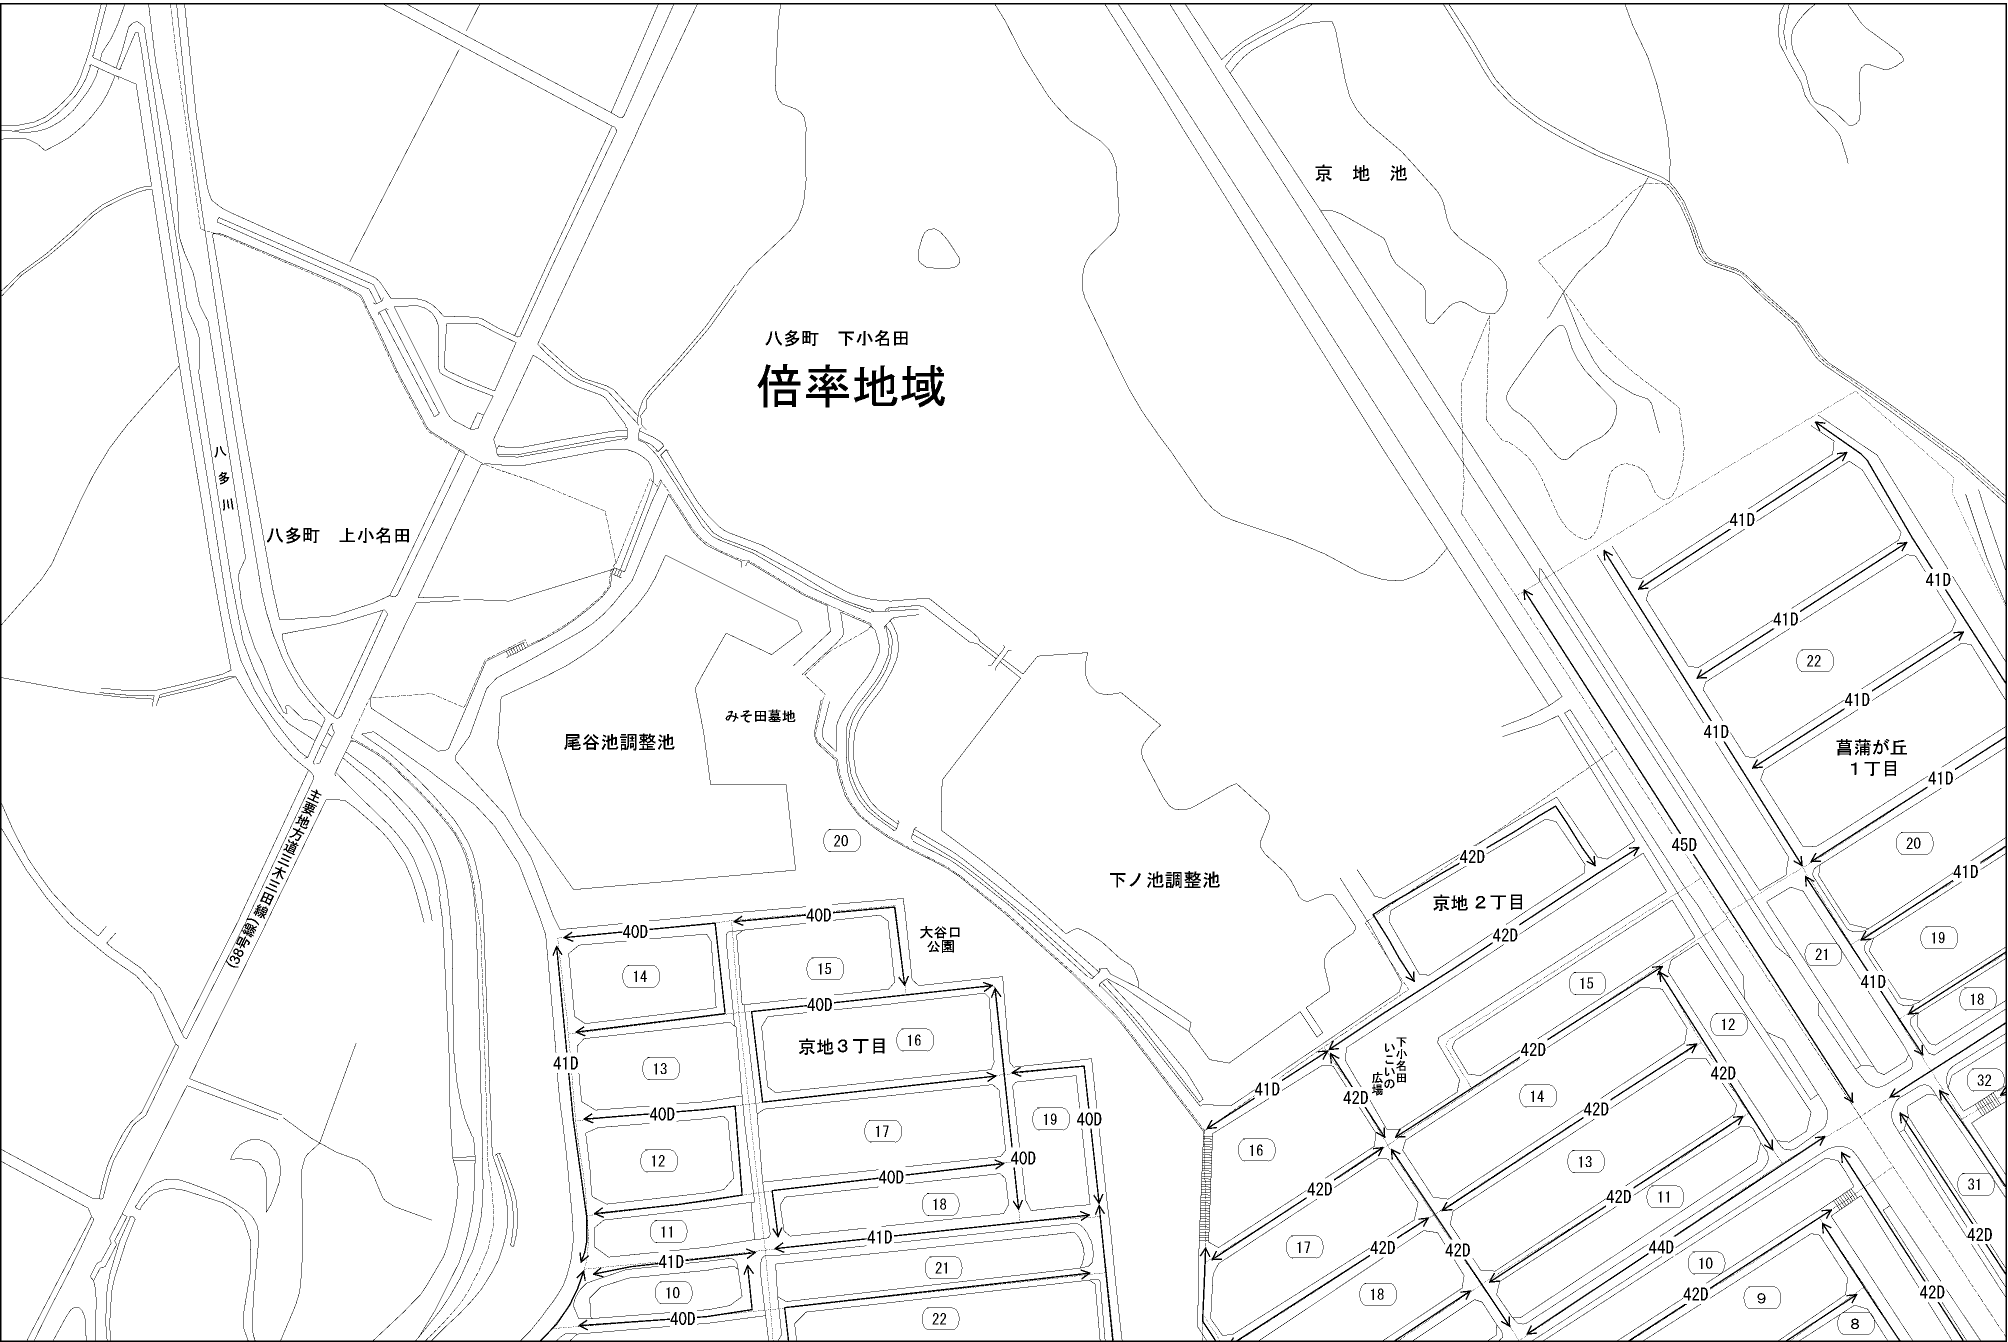 京 地 池
八多町 下小名田
倍率地域
八多川
八多町 上小名田
41D
41D
41D
22
41D
41D
菖蒲が丘
1丁目
41D
みそ田墓地
尾谷池調整池
主要地方道三木三田線
(38号線)
20
下ノ池調整池
42D
45D
20
41D
京地 2丁目
42D
40D
40D
大谷口
公園
14
15
15
21
19
41D
18
40D
京地3丁目
16
12
下小名田
いこいの
広場
42D
42D
41D
13
41D
42D
14
32
40D
19
40D
42D
17
12
40D
16
13
40D
42D
42D
11
31
18
11
41D
41D
17
42D
42D
44D
42D
21
10
10
40D
18
42D
9
42D
22
8